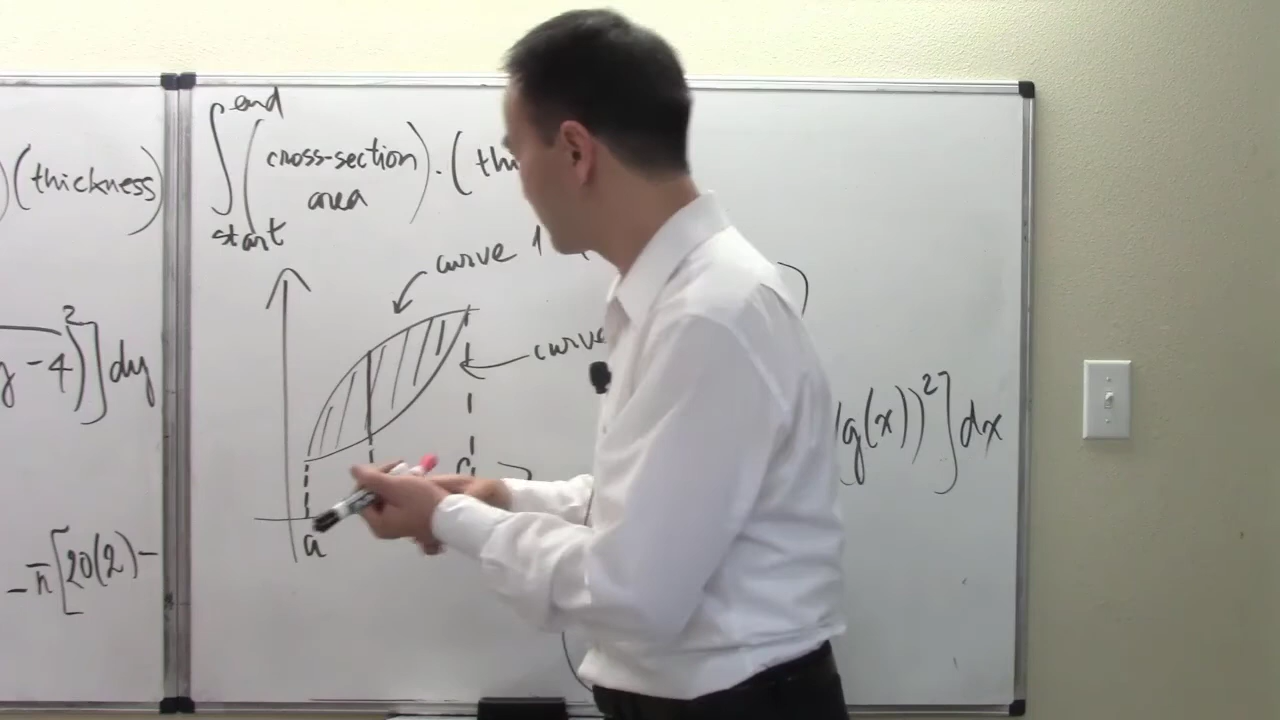 )(thickness)
- 4)²)] dy
- π[20(2) -
∫ end
(cross-section area) · (th
start
curve 1
curve
a
g(x))²] dx